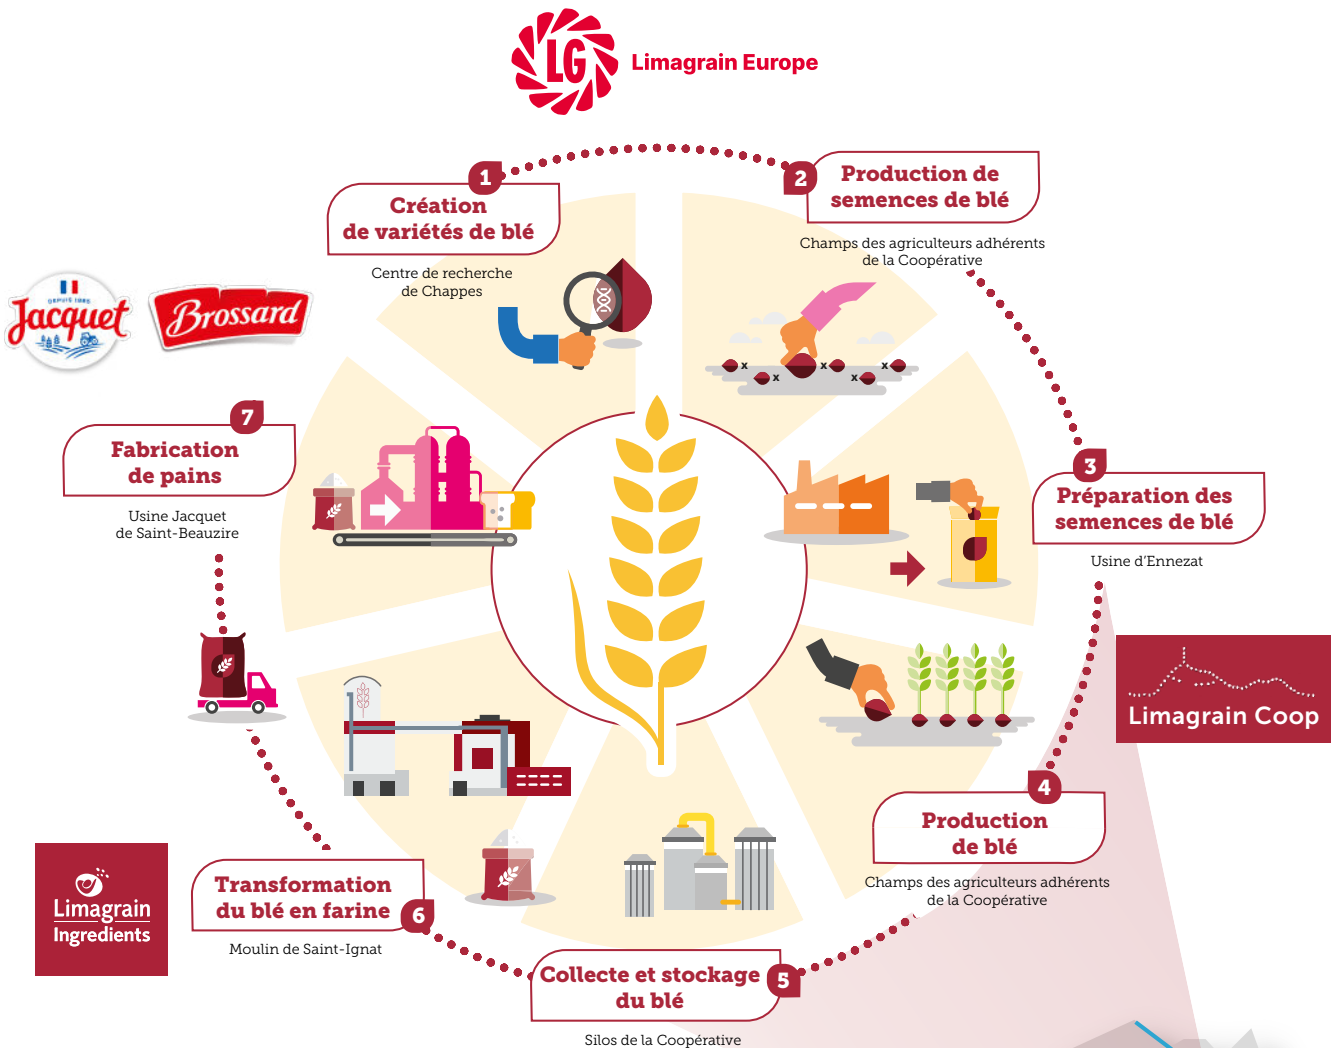 LG
Limagrain Europe
1
Création
de variétés de blé
Centre de recherche
de Chappes
2
Production de
semences de blé
Champs des agriculteurs adhérents
de la Coopérative
x
x
x
x
x
DEPUIS 1885
Jacquet
Brossard
3
Préparation des
semences de blé
Usine d'Ennezat
Limagrain Coop
4
Production
de blé
Champs des agriculteurs adhérents
de la Coopérative
5
Collecte et stockage
du blé
Silos de la Coopérative
6
Transformation
du blé en farine
Moulin de Saint-Ignat
Limagrain
Ingredients
7
Fabrication
de pains
Usine Jacquet
de Saint-Beauzire